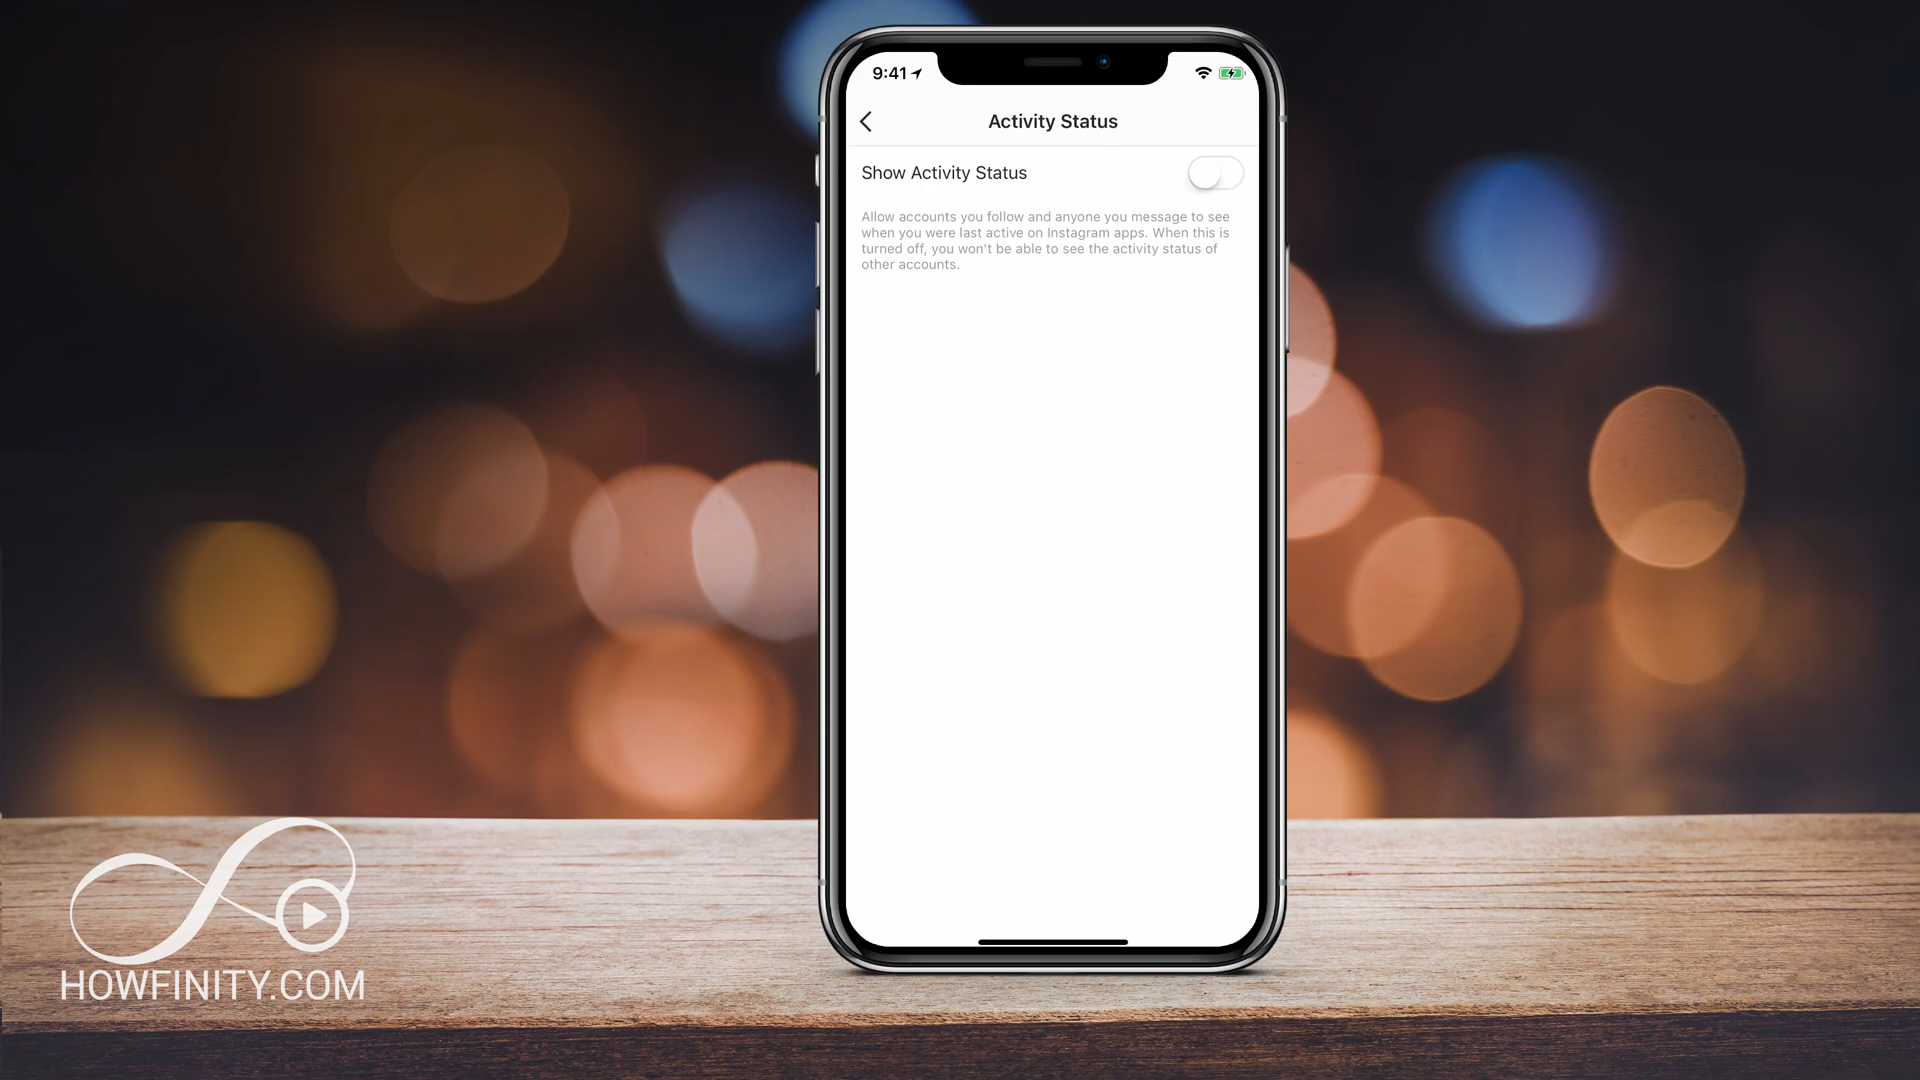 9:41
Activity Status
Show Activity Status
Allow accounts you follow and anyone you message to see
when you were last active on Instagram apps. When this is
turned off, you won't be able to see the activity status of
other accounts.
HOWFINITY.COM